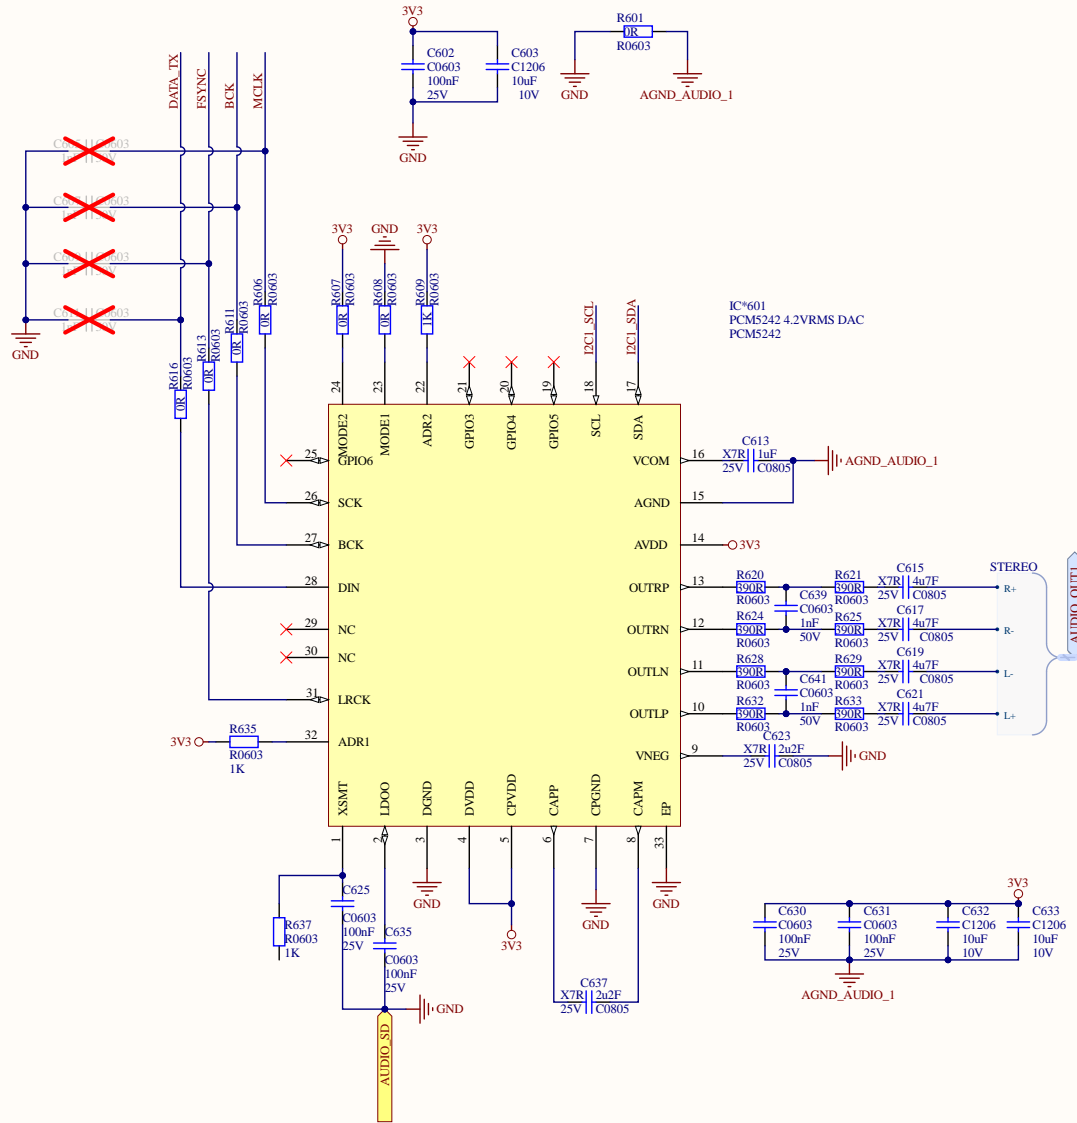 3V3
C602
C0603
100nF
25V
C603
C1206
10uF
10V
GND
R601
0R
R0603
GND
AGND_AUDIO_1
DATA_TX
FSYNC
BCK
MCLK
GND
R616
R0603
0R
R613
R0603
0R
R611
R0603
0R
R606
R0603
0R
3V3
R607
R0603
0R
GND
R608
R0603
0R
3V3
R609
R0603
1K
I2C1_SCL
I2C1_SDA
IC*601
PCM5242 4.2VRMS DAC
PCM5242
24
23
22
21
20
19
18
17
MODE2
MODE1
ADR2
GPIO3
GPIO4
GPIO5
SCL
SDA
25
GPIO6
26
SCK
27
BCK
28
DIN
29
NC
30
NC
31
LRCK
32
ADR1
3V3
R635
R0603
1K
VCOM
16
AGND
15
AVDD
14
3V3
OUTRP
13
OUTRN
12
OUTLN
11
OUTLP
10
VNEG
9
C613
X7R
1uF
25V
C0805
AGND_AUDIO_1
R620
390R
R0603
R621
390R
R0603
C615
X7R
4u7F
25V
C0805
C639
C0603
1nF
50V
R624
390R
R0603
R625
390R
R0603
C617
X7R
4u7F
25V
C0805
R628
390R
R0603
R629
390R
R0603
C619
X7R
4u7F
25V
C0805
C641
C0603
1nF
50V
R632
390R
R0603
R633
390R
R0603
C621
X7R
4u7F
25V
C0805
C623
X7R
2u2F
25V
C0805
GND
STEREO
R+
R-
L-
L+
AUDIO_OUT1
XSMT
LDOO
DGND
DVDD
CPVDD
CAPP
CPGND
CAPM
EP
1
2
3
4
5
6
7
8
33
R637
R0603
1K
C625
C0603
100nF
25V
C635
C0603
100nF
25V
GND
AUDIO_SD
GND
3V3
GND
GND
C637
X7R
2u2F
25V
C0805
3V3
C630
C0603
100nF
25V
C631
C0603
100nF
25V
C632
C1206
10uF
10V
C633
C1206
10uF
10V
AGND_AUDIO_1